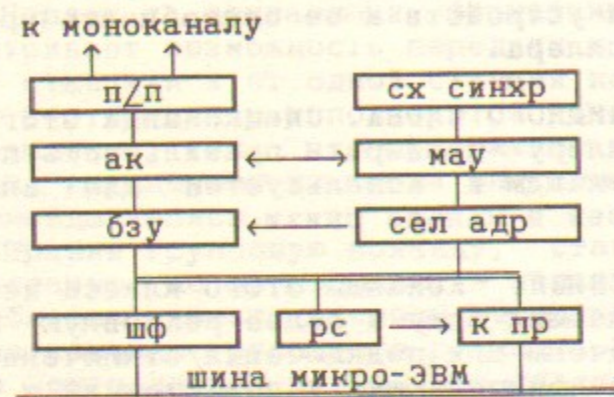 к моноканалу
п/п сх синхр
ак мау
бзу сел адр
шф рс к пр
шина микро-ЭВМ